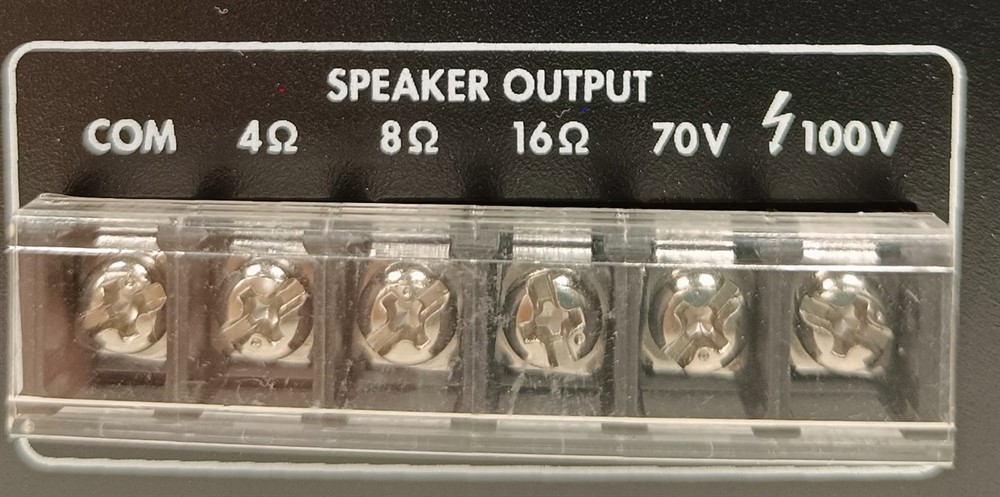 SPEAKER OUTPUT
COM 4Ω 8Ω 16Ω 70V 100V